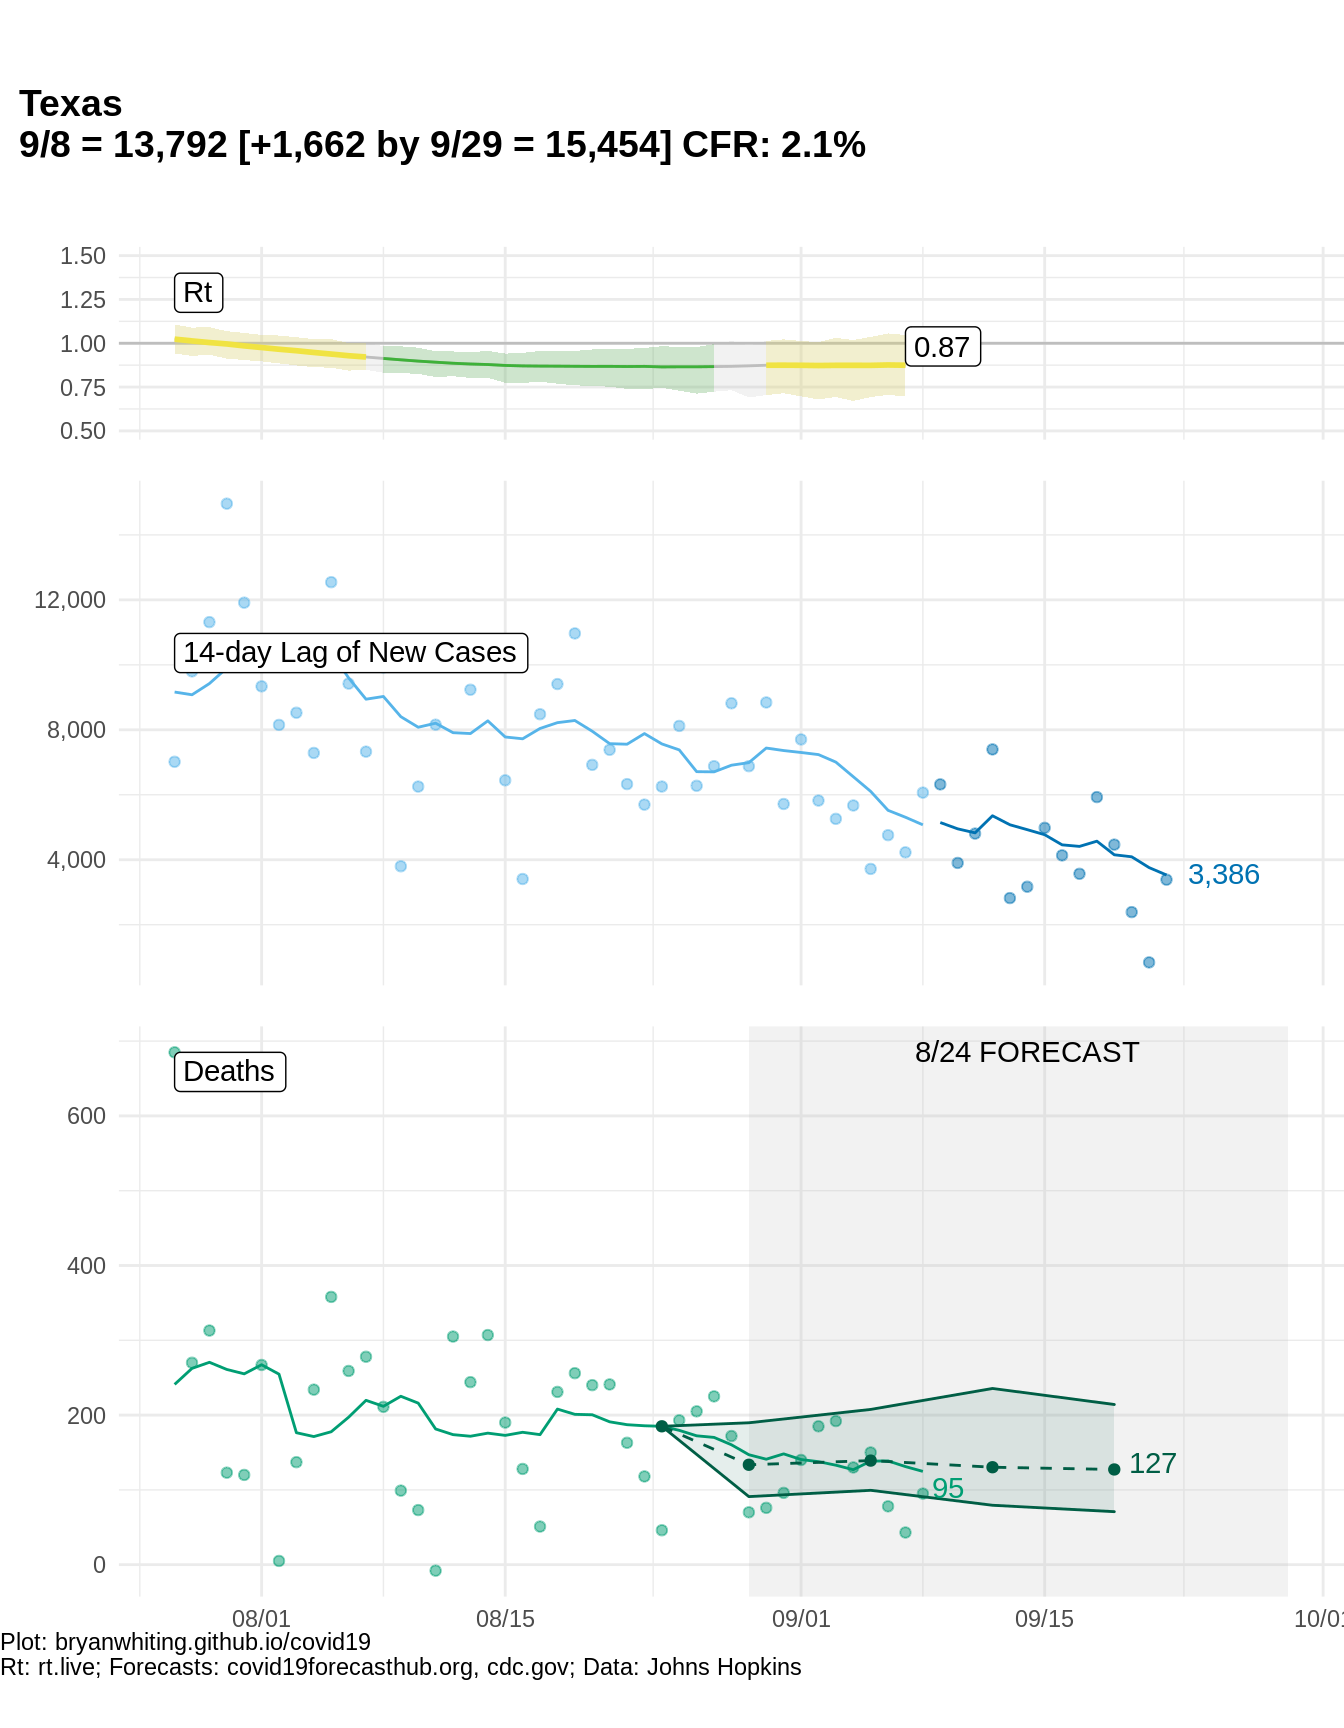 Texas
9/8 = 13,792 [+1,662 by 9/29 = 15,454] CFR: 2.1%
1.50
Rt
1.25
1.00
0.87
0.75
0.50
12,000
14-day Lag of New Cases
8,000
4,000
3,386
8/24 FORECAST
Deaths
600
400
200
127
95
0
08/01
08/15
09/01
09/15
10/01
Plot: bryanwhiting.github.io/covid19
Rt: rt.live; Forecasts: covid19forecasthub.org, cdc.gov; Data: Johns Hopkins